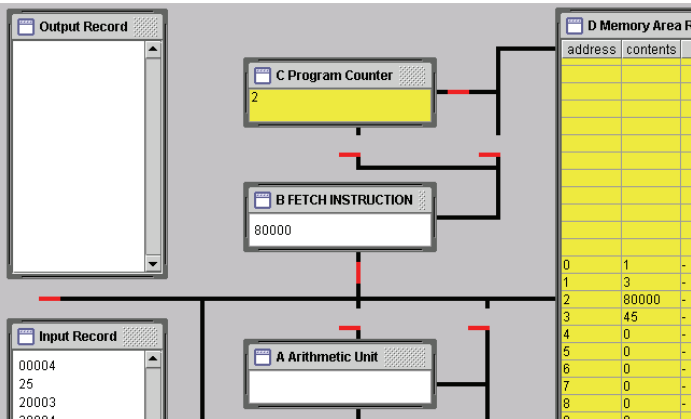 Output Record
C Program Counter
2
B FETCH INSTRUCTION
80000
Input Record
00004
25
20003
A Arithmetic Unit
D Memory Area R
address contents
0 1 -
1 3 -
2 80000 -
3 45 -
4 0 -
5 0 -
6 0 -
7 0 -
8 0 -